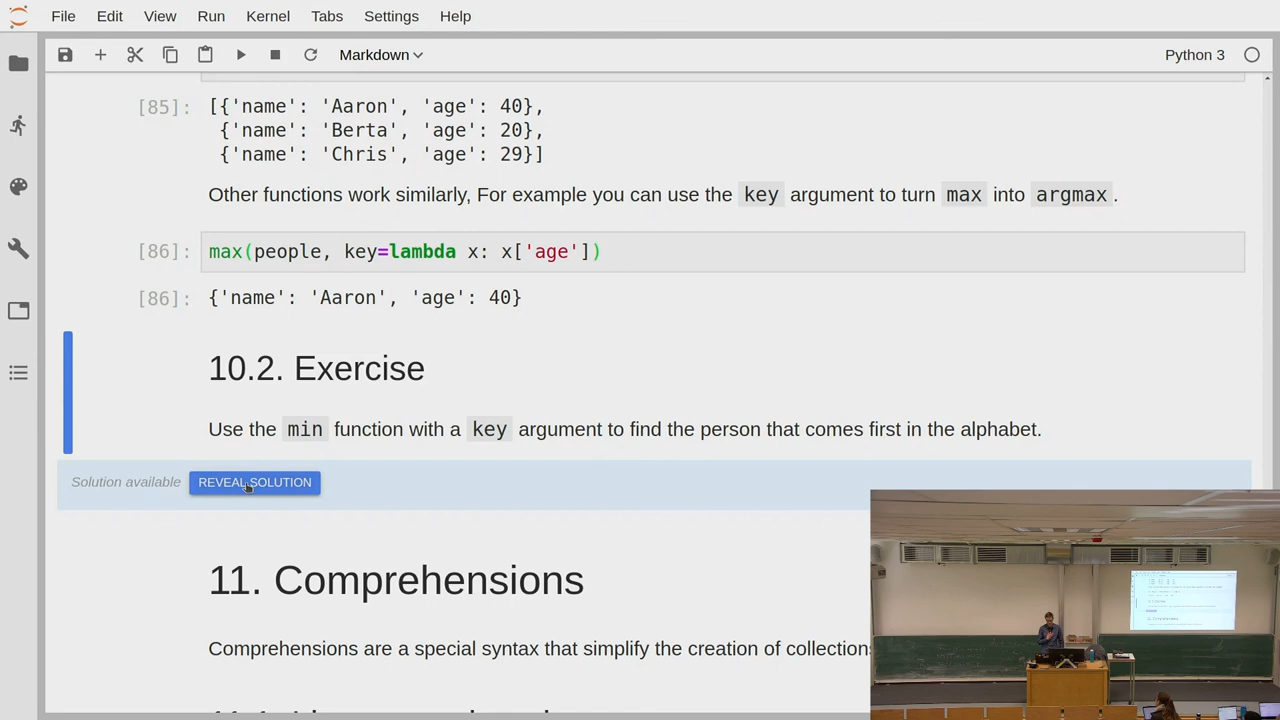 File Edit View Run Kernel Tabs Settings Help
Markdown Python 3
[85]: [{'name': 'Aaron', 'age': 40},
{'name': 'Berta', 'age': 20},
{'name': 'Chris', 'age': 29}]
Other functions work similarly, For example you can use the key argument to turn max into argmax.
[86]: max(people, key=lambda x: x['age'])
[86]: {'name': 'Aaron', 'age': 40}
10.2. Exercise
Use the min function with a key argument to find the person that comes first in the alphabet.
Solution available REVEAL SOLUTION
11. Comprehensions
Comprehensions are a special syntax that simplify the creation of collections